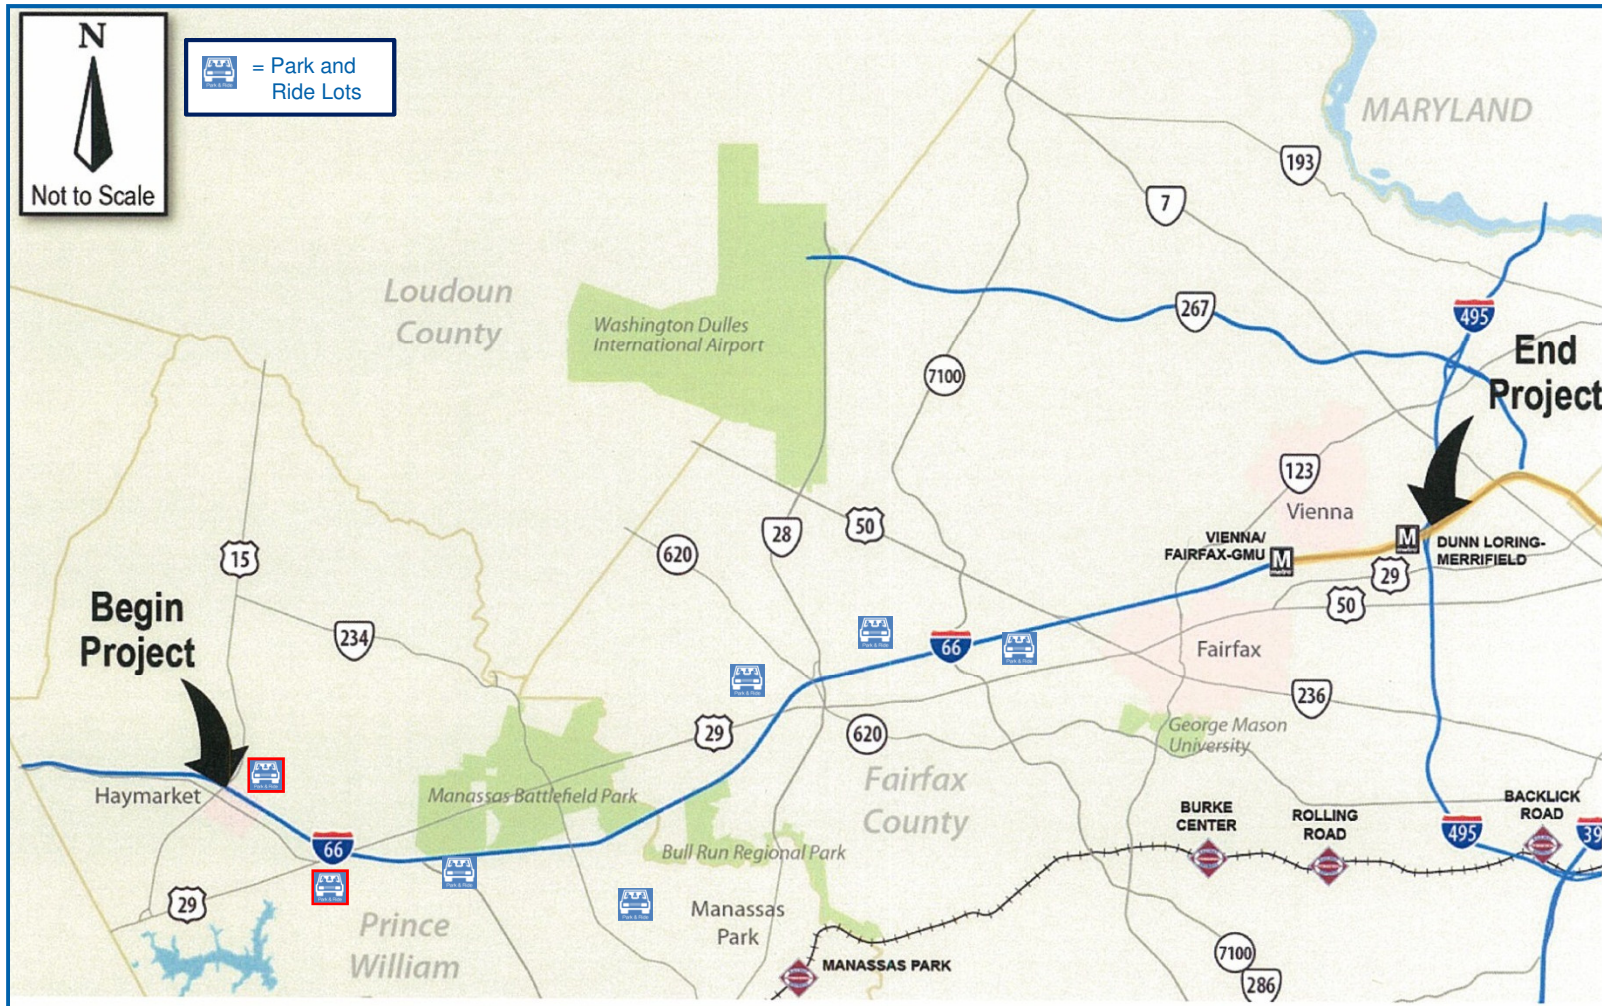 N
Not to Scale
= Park and
Ride Lots
MARYLAND
193
7
Loudoun
County
Washington Dulles
International Airport
267
495
End
Project
7100
123
Vienna
15
620
28
50
VIENNA/
FAIRFAX-GMU
M
M
DUNN LORING-
MERRIFIELD
29
50
Begin
Project
234
66
Fairfax
236
29
620
George Mason
University
Haymarket
Manassas Battlefield Park
Fairfax
County
BURKE
CENTER
ROLLING
ROAD
BACKLICK
ROAD
495
39
66
Bull Run Regional Park
29
Prince
William
Manassas
Park
MANASSAS PARK
7100
286